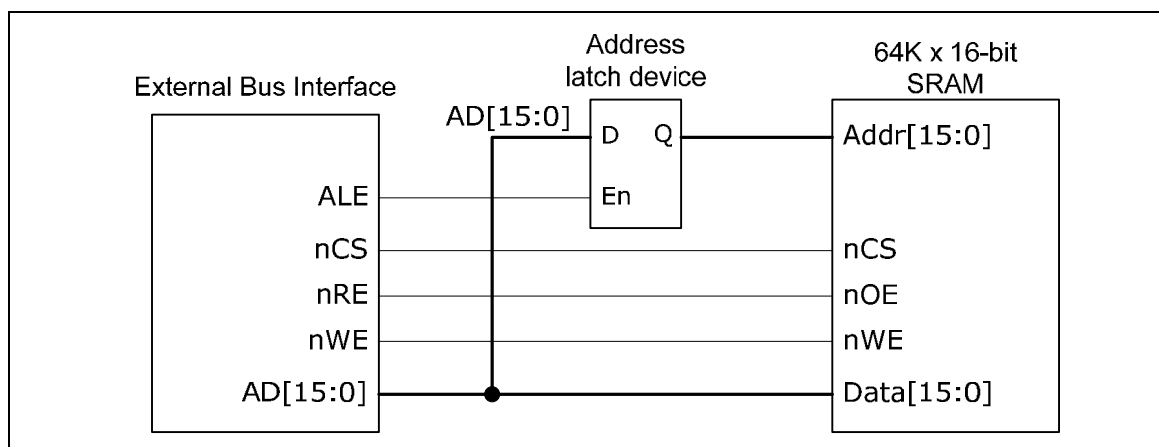 External Bus Interface
ALE
nCS
nRE
nWE
AD[15:0]
AD[15:0]
Address
latch device
D Q
En
64K x 16-bit
SRAM
Addr[15:0]
nCS
nOE
nWE
Data[15:0]